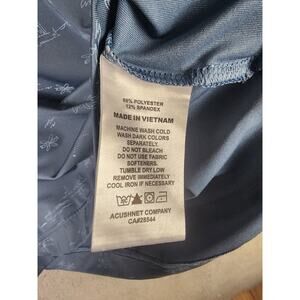 88% POLYESTER
12% SPANDEX
MADE IN VIETNAM
MACHINE WASH COLD
WASH DARK COLORS
SEPARATELY.
DO NOT BLEACH
DO NOT USE FABRIC
SOFTENERS.
TUMBLE DRY LOW
REMOVE IMMEDIATELY
COOL IRON IF NECESSARY
ACUSHNET COMPANY
CA#28544